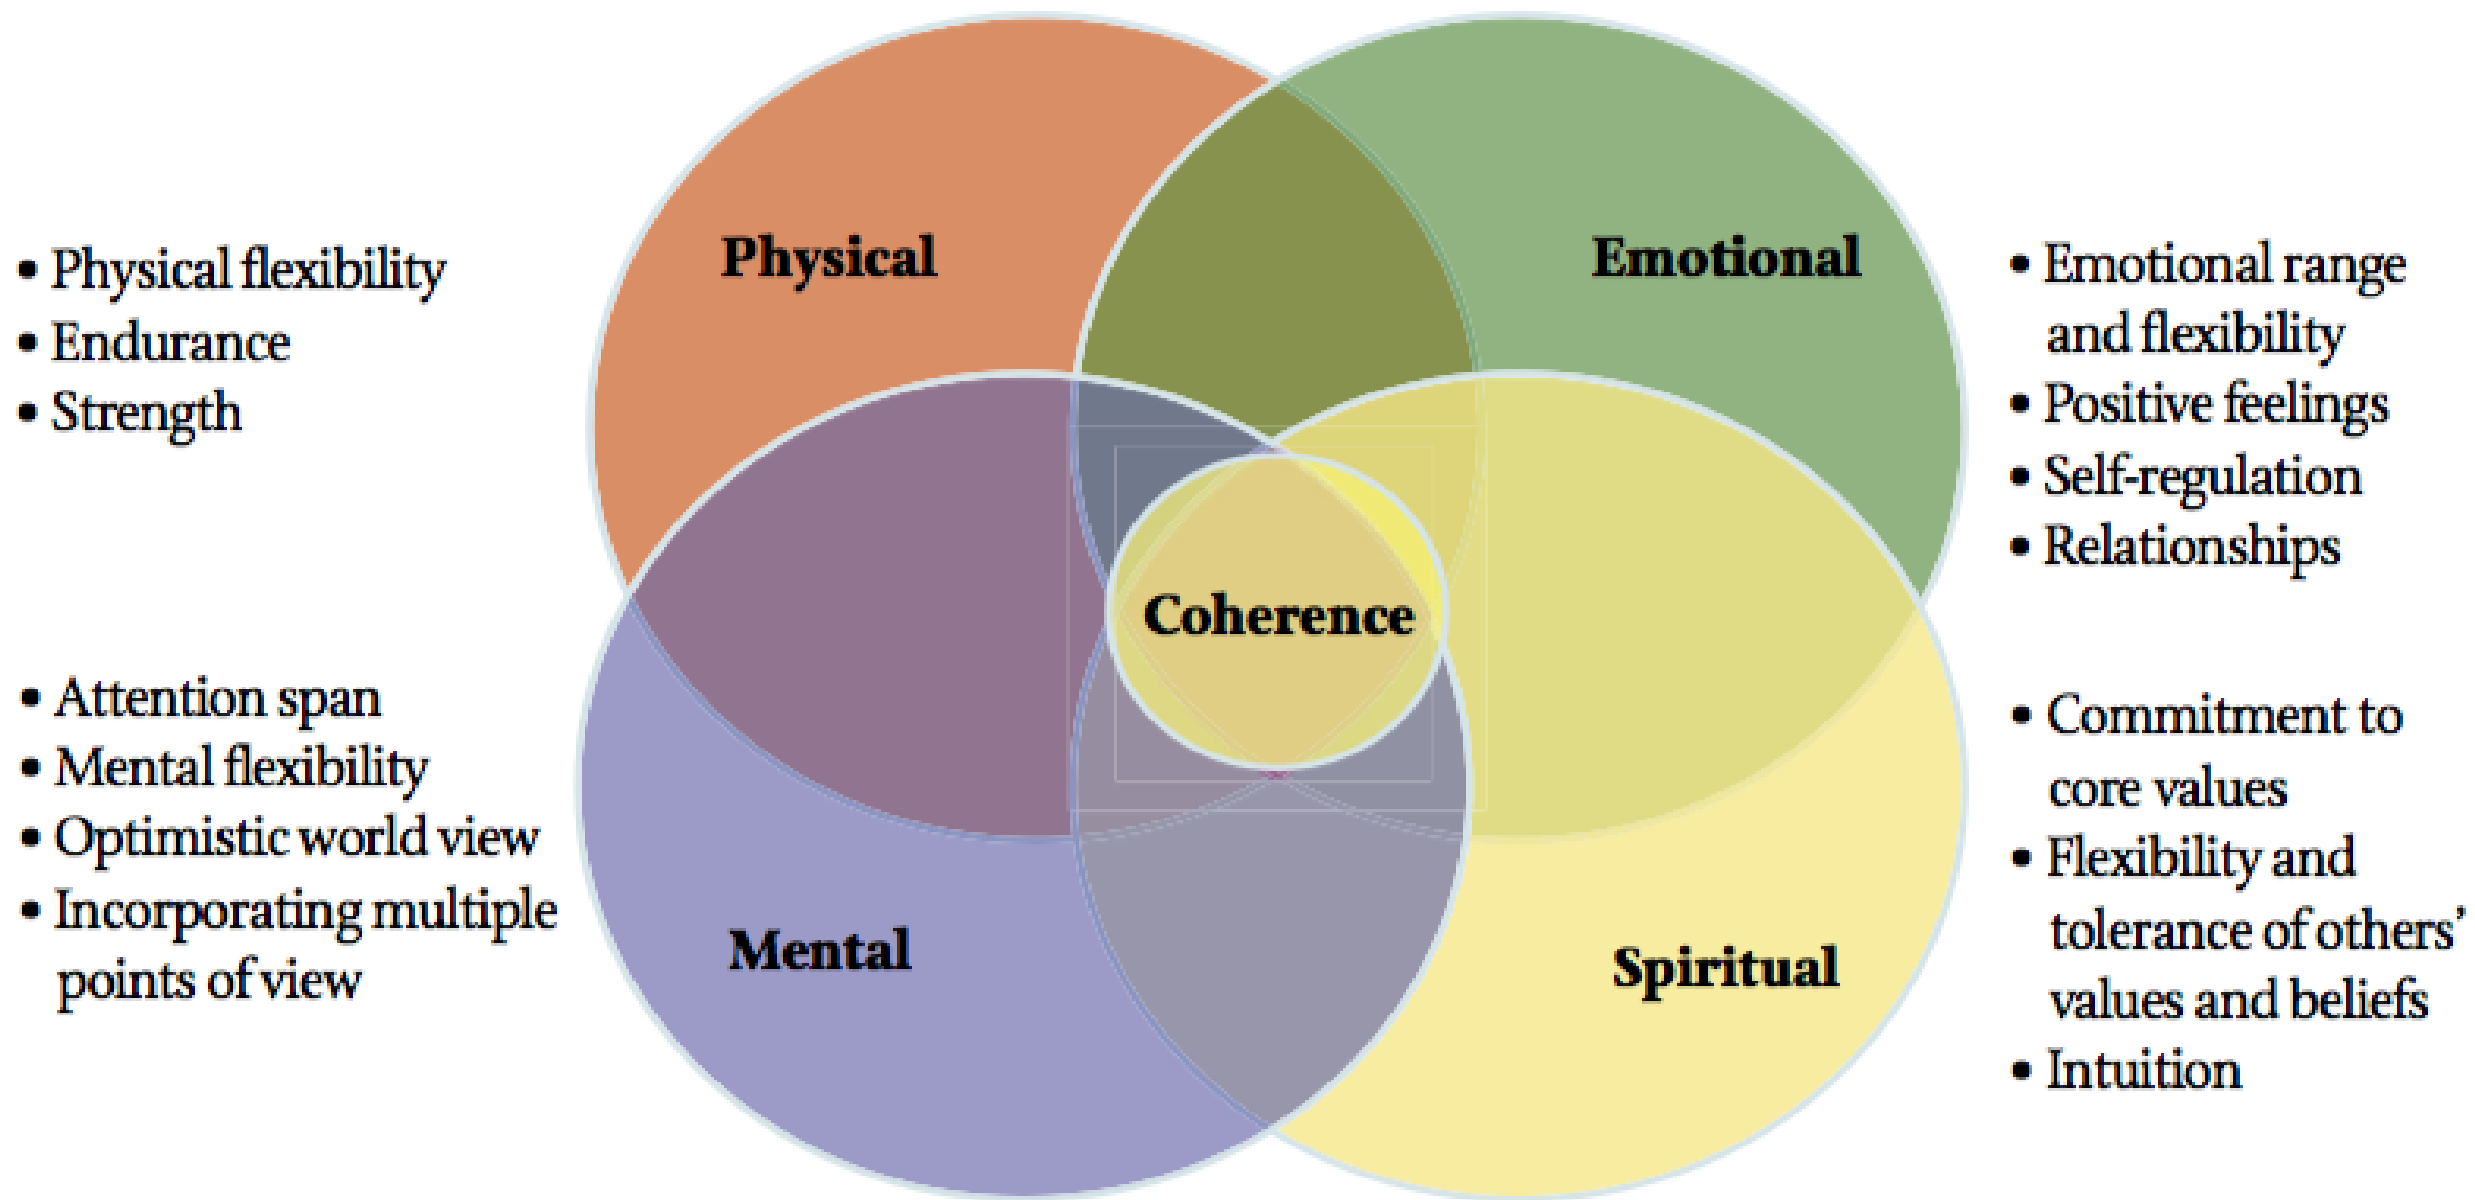 Physical
• Physical flexibility
• Endurance
• Strength
Emotional
• Emotional range
and flexibility
• Positive feelings
• Self-regulation
• Relationships
Coherence
Mental
• Attention span
• Mental flexibility
• Optimistic world view
• Incorporating multiple
points of view
Spiritual
• Commitment to
core values
• Flexibility and
tolerance of others’
values and beliefs
• Intuition